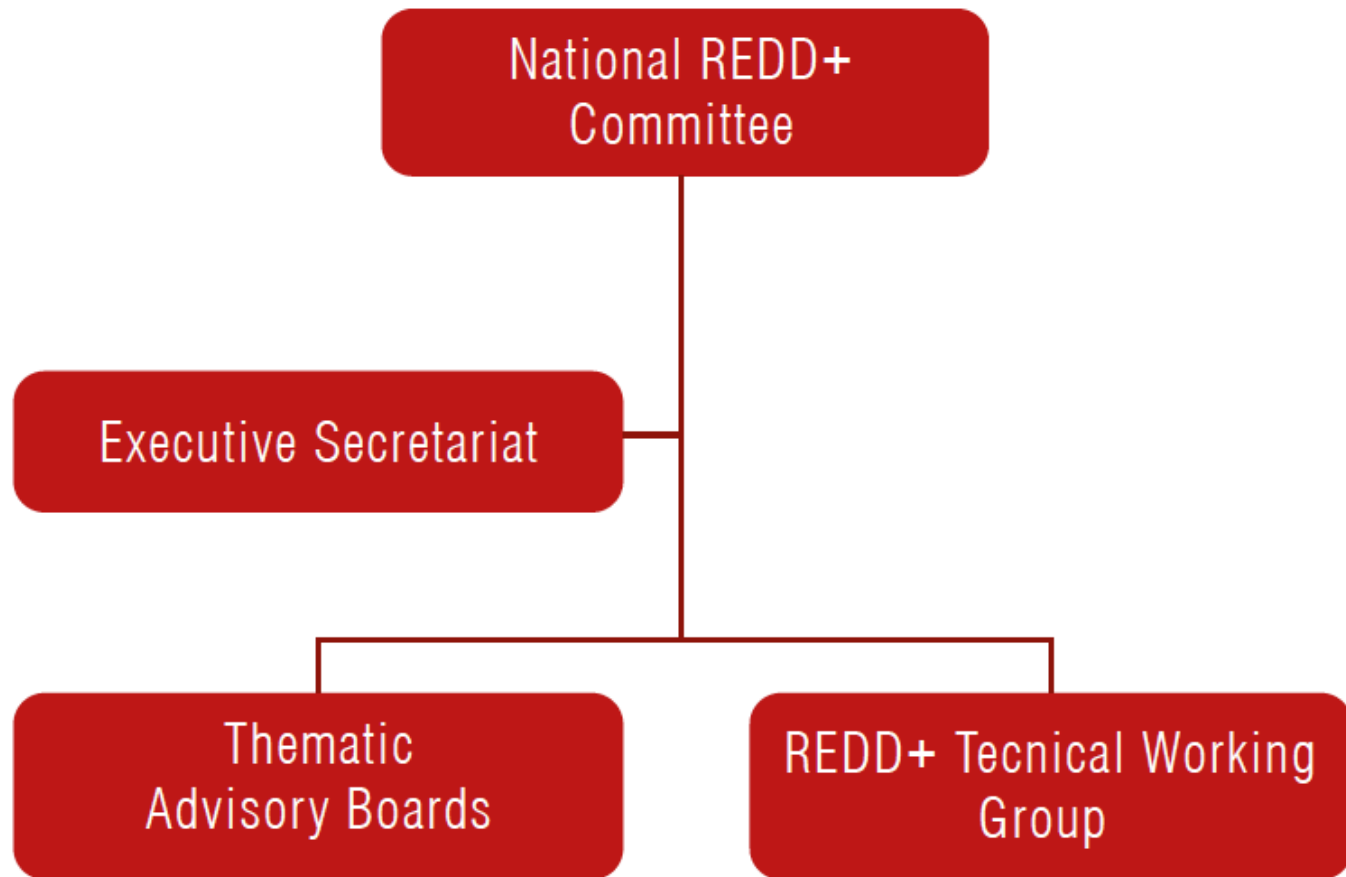 National REDD+
Committee
Executive Secretariat
Thematic
Advisory Boards
REDD+ Tecnical Working
Group